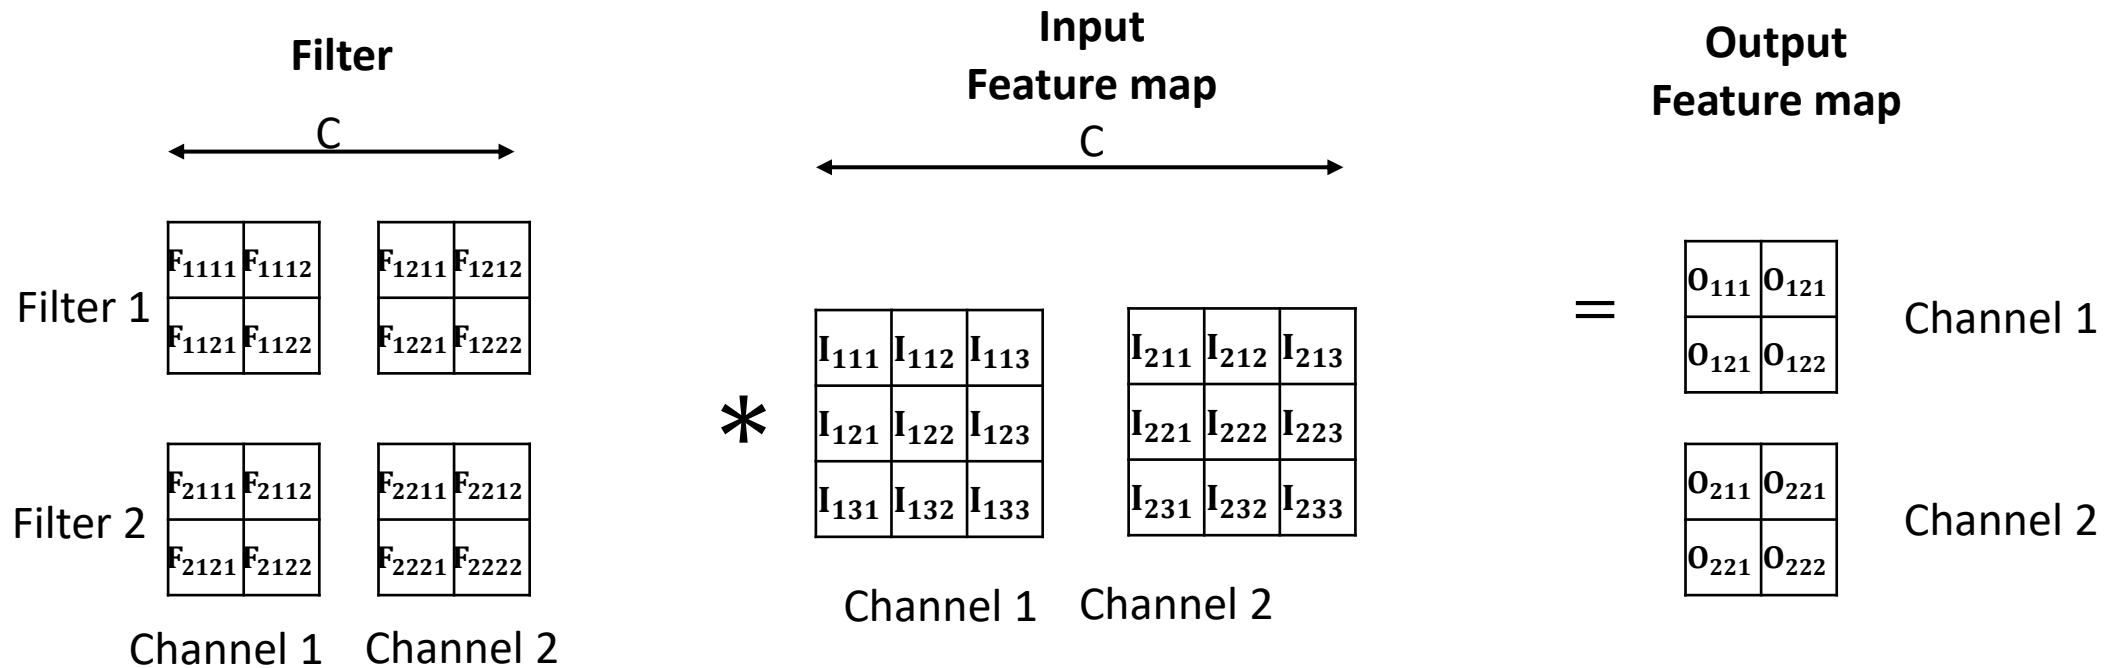 Filter
Input
Feature map
Output
Feature map
C
C
Filter 1
F₁₁₁₁ F₁₁₁₂ F₁₂₁₁ F₁₂₁₂
F₁₁₂₁ F₁₁₂₂ F₁₂₂₁ F₁₂₂₂
Filter 2
F₂₁₁₁ F₂₁₁₂ F₂₂₁₁ F₂₂₁₂
F₂₁₂₁ F₂₁₂₂ F₂₂₂₁ F₂₂₂₂
Channel 1 Channel 2
*
I₁₁₁ I₁₁₂ I₁₁₃ I₂₁₁ I₂₁₂ I₂₁₃
I₁₂₁ I₁₂₂ I₁₂₃ I₂₂₁ I₂₂₂ I₂₂₃
I₁₃₁ I₁₃₂ I₁₃₃ I₂₃₁ I₂₃₂ I₂₃₃
Channel 1 Channel 2
=
O₁₁₁ O₁₂₁
O₁₂₁ O₁₂₂
Channel 1
O₂₁₁ O₂₂₁
O₂₂₁ O₂₂₂
Channel 2